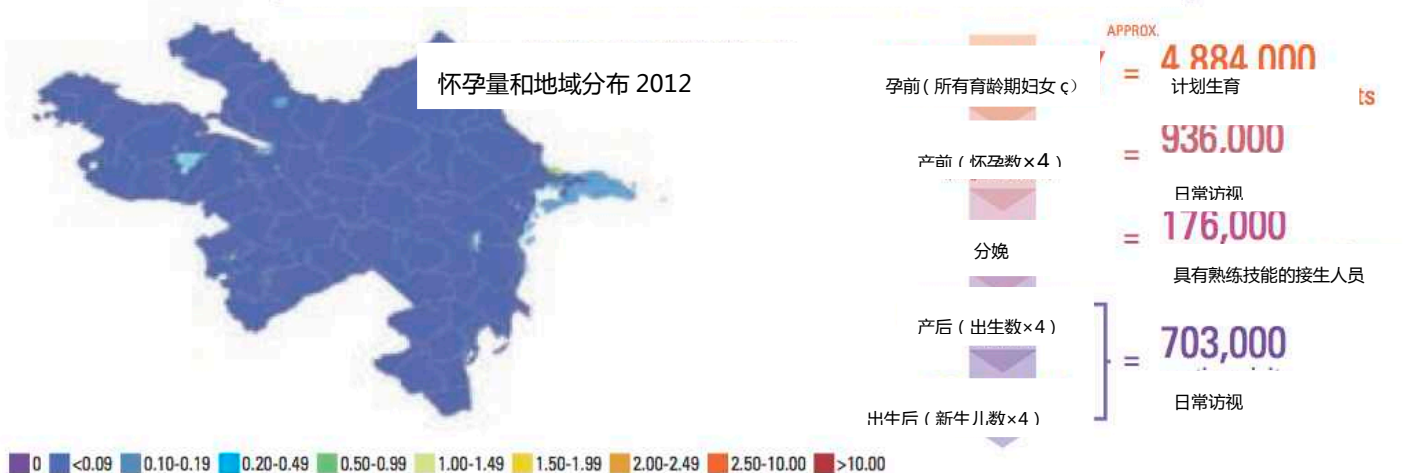 怀孕量和地域分布 2012
孕前（所有育龄期妇女 ç）
APPROX.
= 4 884 000
计划生育
ts
产前（怀孕数×4）
= 936,000
日常访视
分娩
= 176,000
具有熟练技能的接生人员
产后（出生数×4）
= 703,000
日常访视
出生后（新生儿数×4）
0 <0.09 0.10-0.19 0.20-0.49 0.50-0.99 1.00-1.49 1.50-1.99 2.00-2.49 2.50-10.00 >10.00